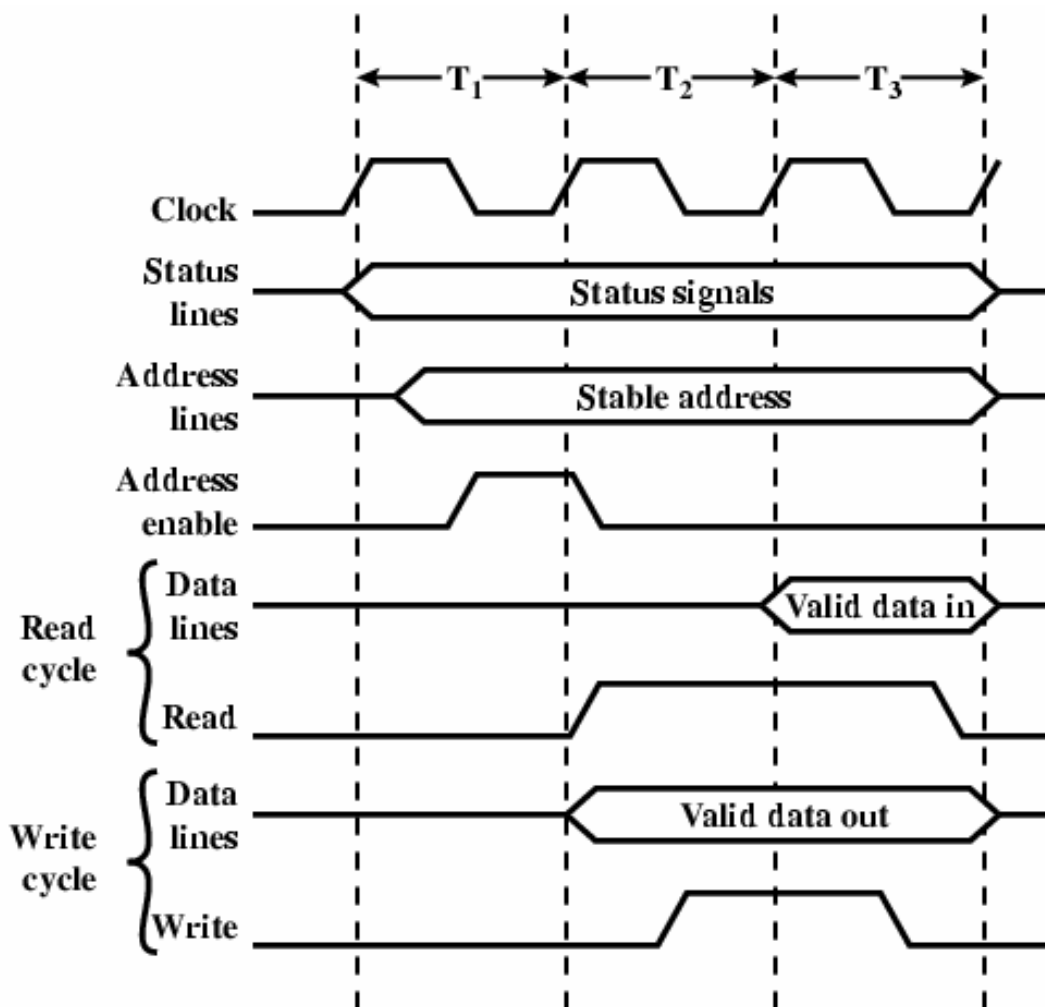 T1
T2
T3
Clock
Status
lines
Status signals
Address
lines
Stable address
Address
enable
Read
cycle
Data
lines
Valid data in
Read
Write
cycle
Data
lines
Valid data out
Write